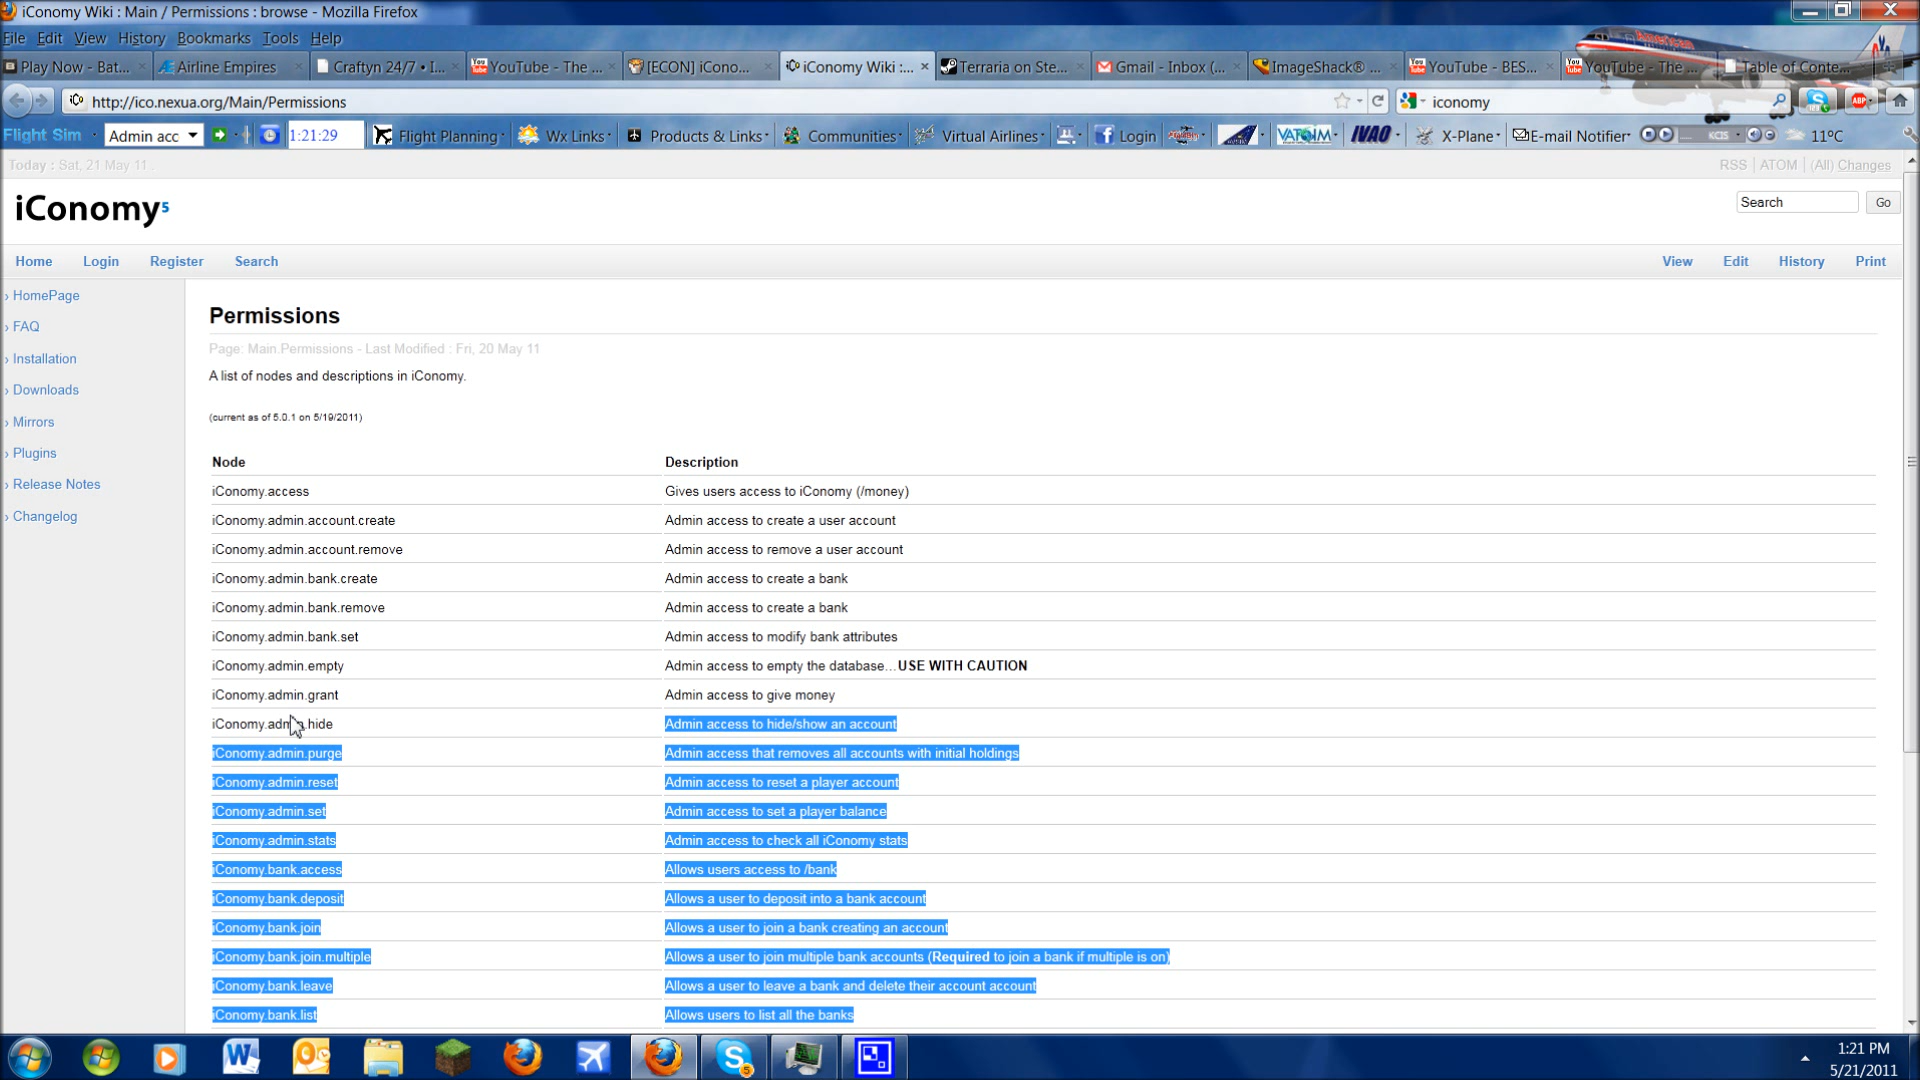 iConomy Wiki : Main / Permissions : browse - Mozilla Firefox
File Edit View History Bookmarks Tools Help
Play Now - Bat... Airline Empires Craftyn 24/7 • I... YouTube - The ... [ECON] iCono... iConomy Wiki :... Terraria on Ste... Gmail - Inbox (... ImageShack® ... YouTube - BES... YouTube - The ... Table of Conte...
http://ico.nexua.org/Main/Permissions iconomy
Flight Sim Admin acc 1:21:29 Flight Planning Wx Links Products & Links Communities Virtual Airlines Login VATSIM IVAO X-Plane E-mail Notifier KCIS 11ºC
Today : Sat, 21 May 11 . RSS | ATOM | (All) Changes
iConomy5
Search Go
Home Login Register Search View Edit History Print
› HomePage
› FAQ
› Installation
› Downloads
› Mirrors
› Plugins
› Release Notes
› Changelog
Permissions
Page: Main.Permissions - Last Modified : Fri, 20 May 11
A list of nodes and descriptions in iConomy.
(current as of 5.0.1 on 5/19/2011)
Node Description
iConomy.access Gives users access to iConomy (/money)
iConomy.admin.account.create Admin access to create a user account
iConomy.admin.account.remove Admin access to remove a user account
iConomy.admin.bank.create Admin access to create a bank
iConomy.admin.bank.remove Admin access to create a bank
iConomy.admin.bank.set Admin access to modify bank attributes
iConomy.admin.empty Admin access to empty the database...USE WITH CAUTION
iConomy.admin.grant Admin access to give money
iConomy.admin.hide Admin access to hide/show an account
iConomy.admin.purge Admin access that removes all accounts with initial holdings
iConomy.admin.reset Admin access to reset a player account
iConomy.admin.set Admin access to set a player balance
iConomy.admin.stats Admin access to check all iConomy stats
iConomy.bank.access Allows users access to /bank
iConomy.bank.deposit Allows a user to deposit into a bank account
iConomy.bank.join Allows a user to join a bank creating an account
iConomy.bank.join.multiple Allows a user to join multiple bank accounts (Required to join a bank if multiple is on)
iConomy.bank.leave Allows a user to leave a bank and delete their account account
iConomy.bank.list Allows users to list all the banks
1:21 PM
5/21/2011